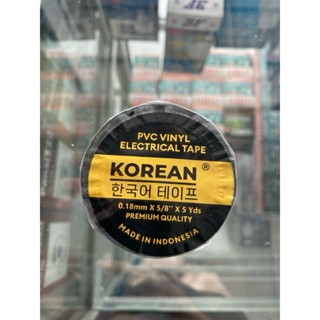 PVC VINYL
ELECTRICAL TAPE
KOREAN ®
한국어 테이프
0.18mm X 5/8" X 5 Yds
PREMIUM QUALITY
MADE IN INDONESIA